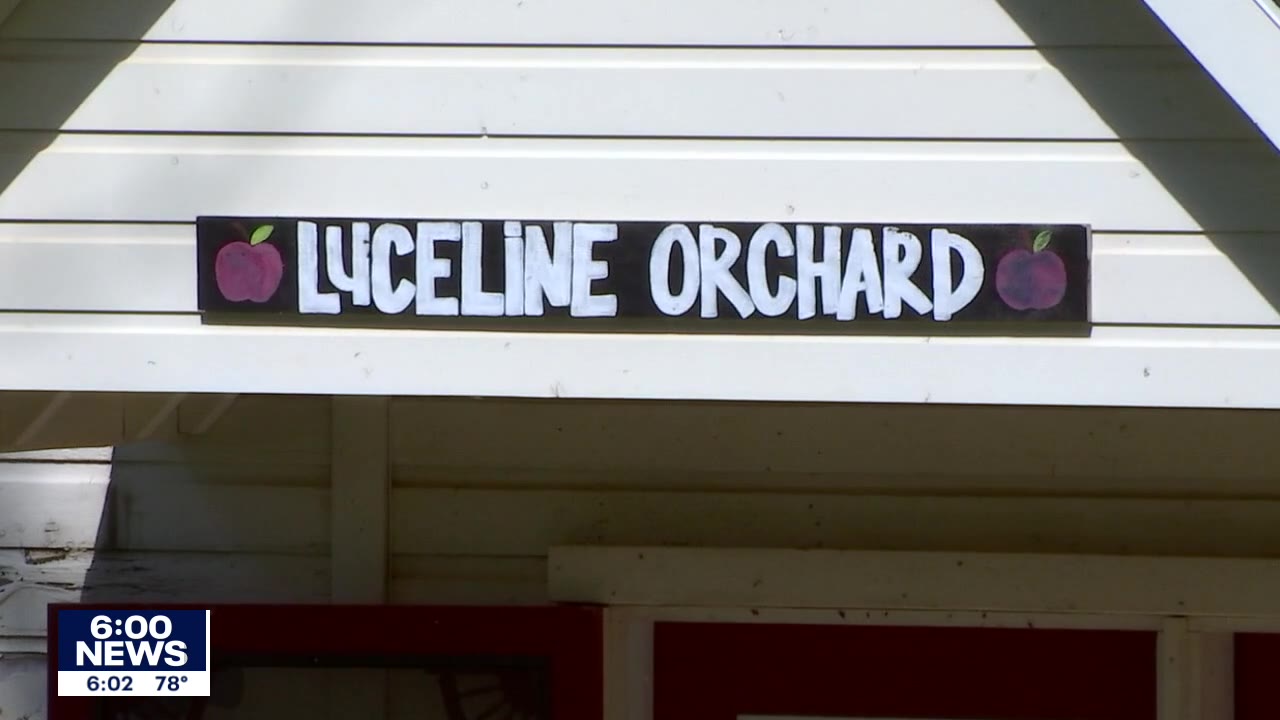 LUCELiNE ORCHARD
6:00
NEWS
6:02 78°